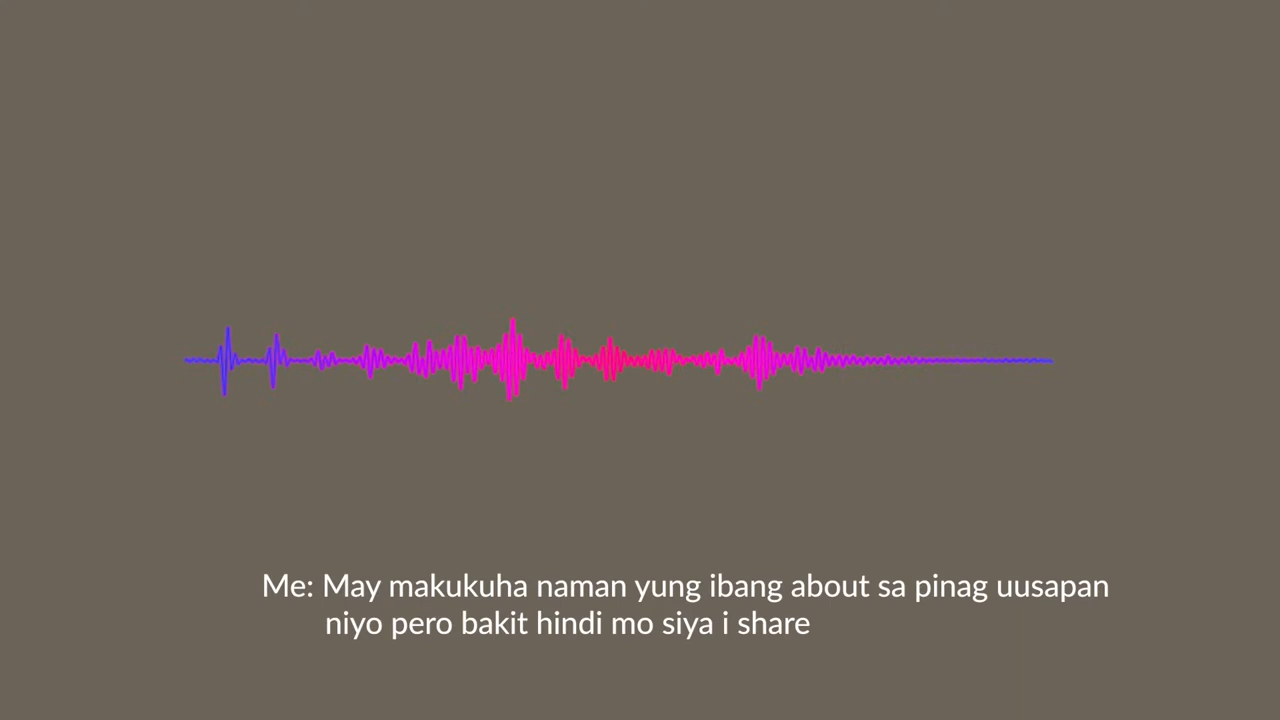 Me: May makukuha naman yung ibang about sa pinag uusapan
niyo pero bakit hindi mo siya i share